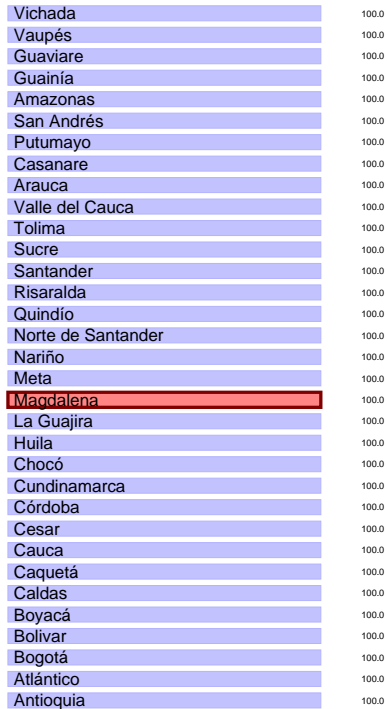 Vichada 100.0
Vaupés 100.0
Guaviare 100.0
Guainía 100.0
Amazonas 100.0
San Andrés 100.0
Putumayo 100.0
Casanare 100.0
Arauca 100.0
Valle del Cauca 100.0
Tolima 100.0
Sucre 100.0
Santander 100.0
Risaralda 100.0
Quindío 100.0
Norte de Santander 100.0
Nariño 100.0
Meta 100.0
Magdalena 100.0
La Guajira 100.0
Huila 100.0
Chocó 100.0
Cundinamarca 100.0
Córdoba 100.0
Cesar 100.0
Cauca 100.0
Caquetá 100.0
Caldas 100.0
Boyacá 100.0
Bolivar 100.0
Bogotá 100.0
Atlántico 100.0
Antioquia 100.0